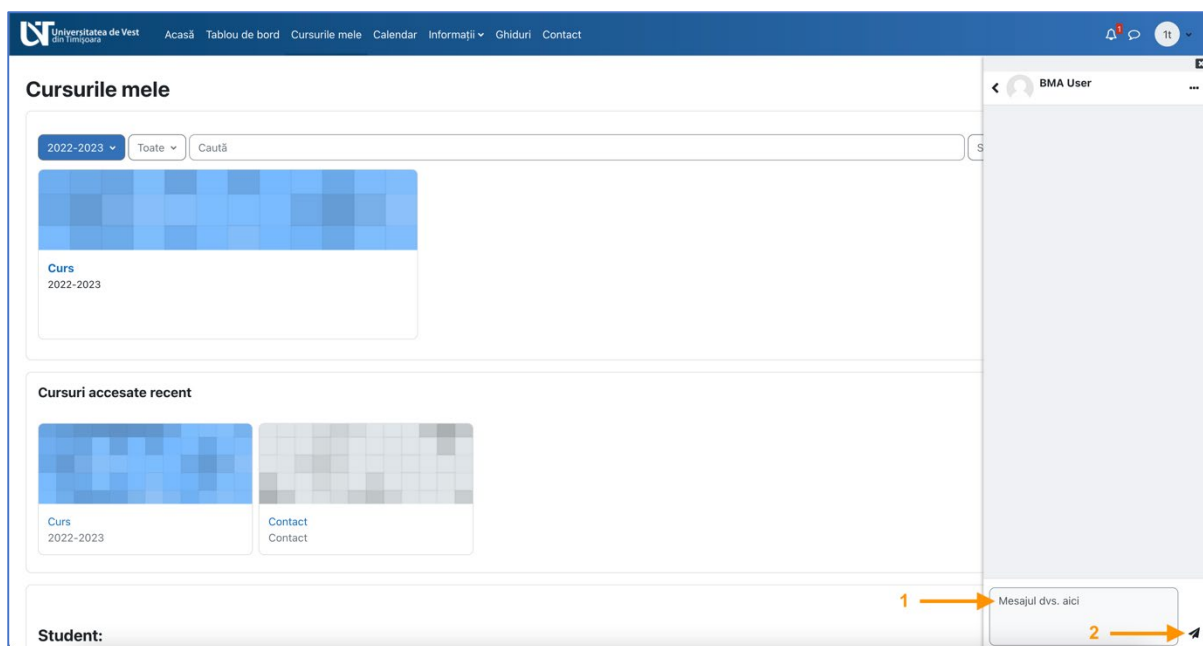 Universitatea de Vest
din Timișoara
Acasă Tablou de bord Cursurile mele Calendar Informații Ghiduri Contact
1
1t
Cursurile mele
BMA User
2022-2023 Toate Caută S
Curs
2022-2023
Cursuri accesate recent
Curs
2022-2023
Contact
Contact
1
Mesajul dvs. aici
2
Student: